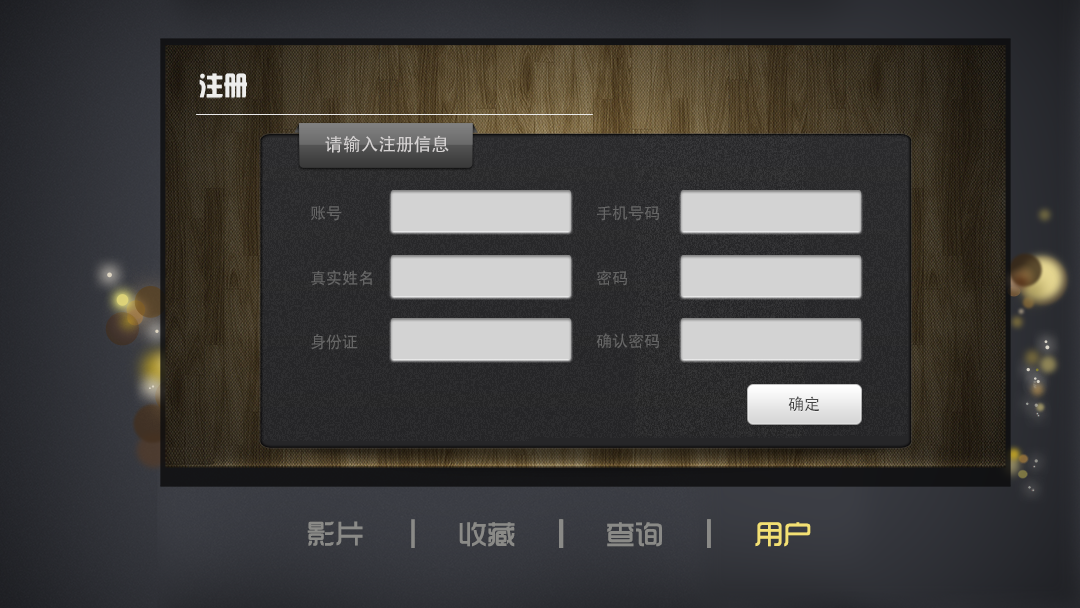 注册
请输入注册信息
账号
手机号码
真实姓名
密码
身份证
确认密码
确定
影片 | 收藏 | 查询 | 用户